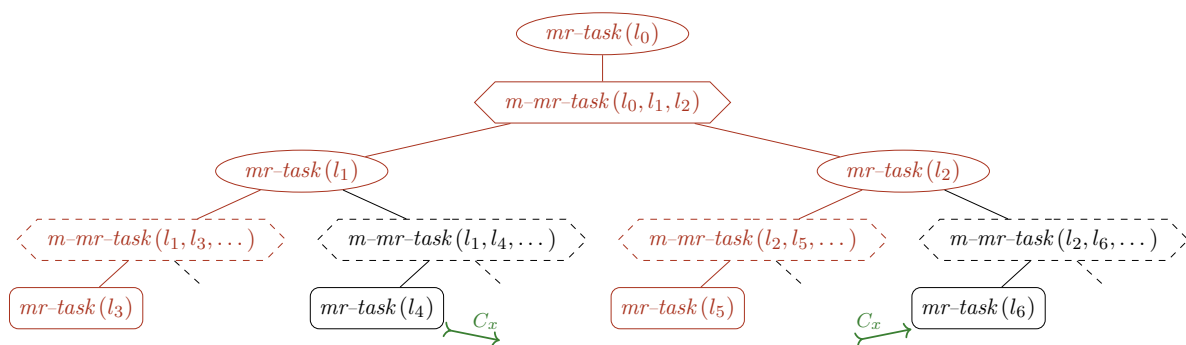 mr–task(l₀)
m–mr–task(l₀, l₁, l₂)
mr–task(l₁) mr–task(l₂)
m–mr–task(l₁, l₃, . . .) m–mr–task(l₁, l₄, . . .) m–mr–task(l₂, l₅, . . .) m–mr–task(l₂, l₆, . . .)
mr–task(l₃) mr–task(l₄) mr–task(l₅) mr–task(l₆)
Cₓ Cₓ